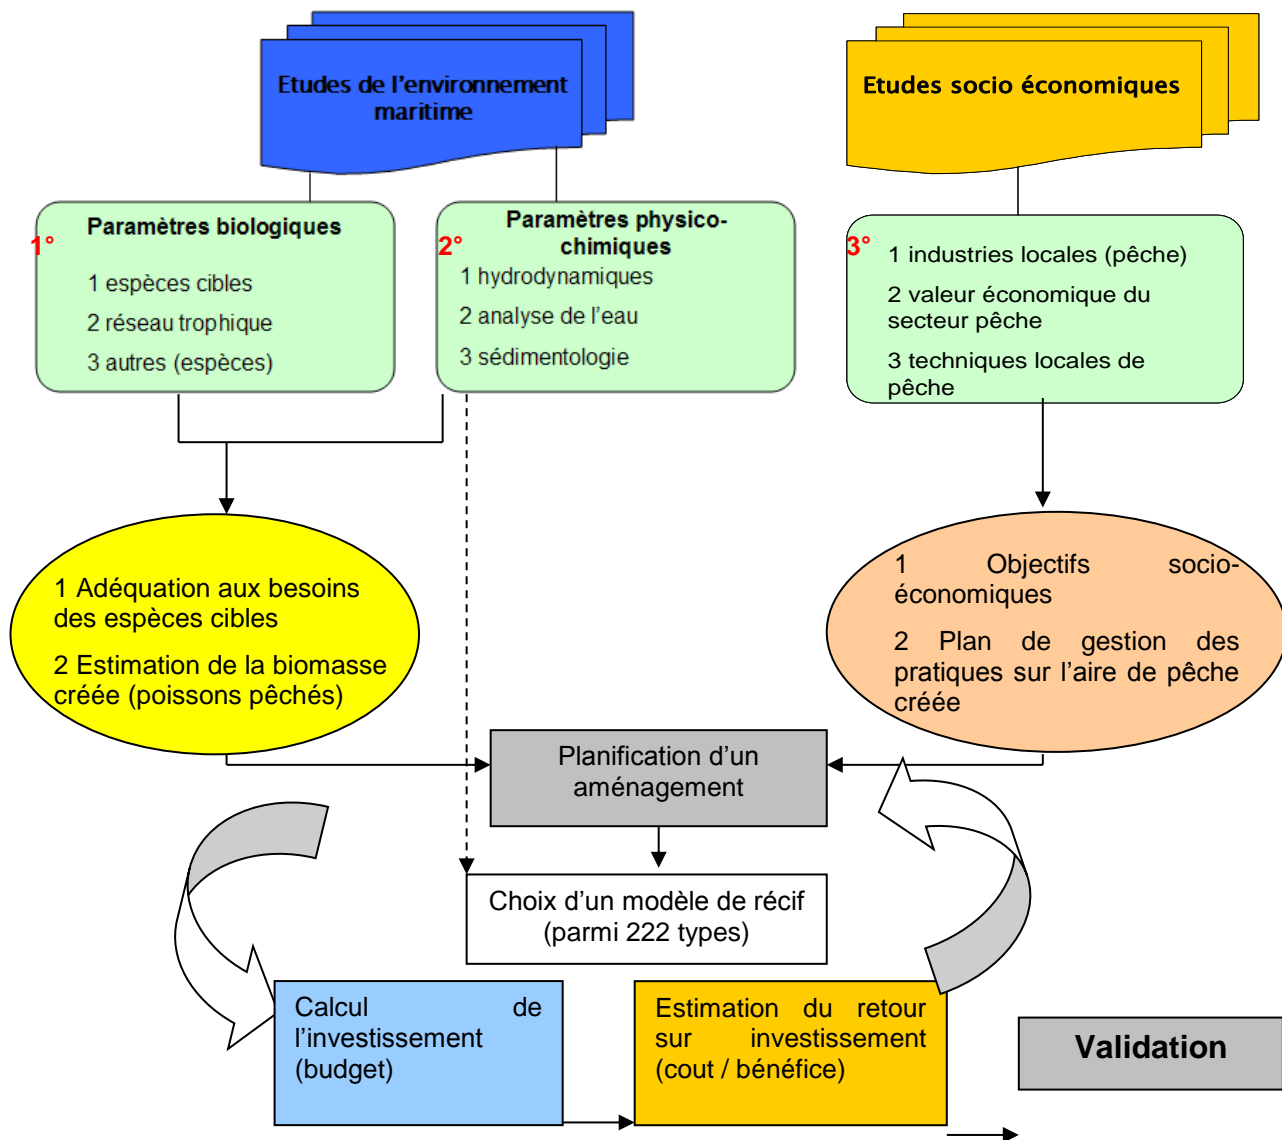 Etudes de l'environnement
maritime
Etudes socio économiques
Paramètres biologiques
1°
1 espèces cibles
2 réseau trophique
3 autres (espèces)
Paramètres physico-
chimiques
2°
1 hydrodynamiques
2 analyse de l'eau
3 sédimentologie
3°
1 industries locales (pêche)
2 valeur économique du
secteur pêche
3 techniques locales de
pêche
1 Adéquation aux besoins
des espèces cibles
2 Estimation de la biomasse
créée (poissons pêchés)
1 Objectifs socio-
économiques
2 Plan de gestion des
pratiques sur l'aire de pêche
créée
Planification d'un
aménagement
Choix d'un modèle de récif
(parmi 222 types)
Calcul de
l'investissement
(budget)
Estimation du retour
sur investissement
(cout / bénéfice)
Validation